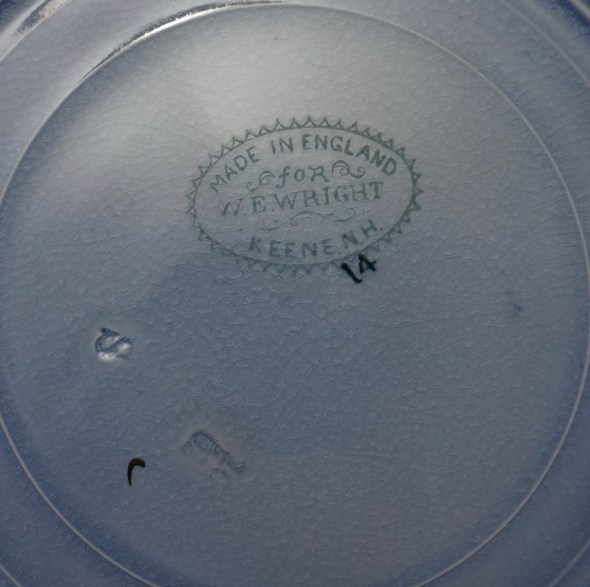 MADE IN ENGLAND
for
W.E.WRIGHT
KEENE N.H.
14
S